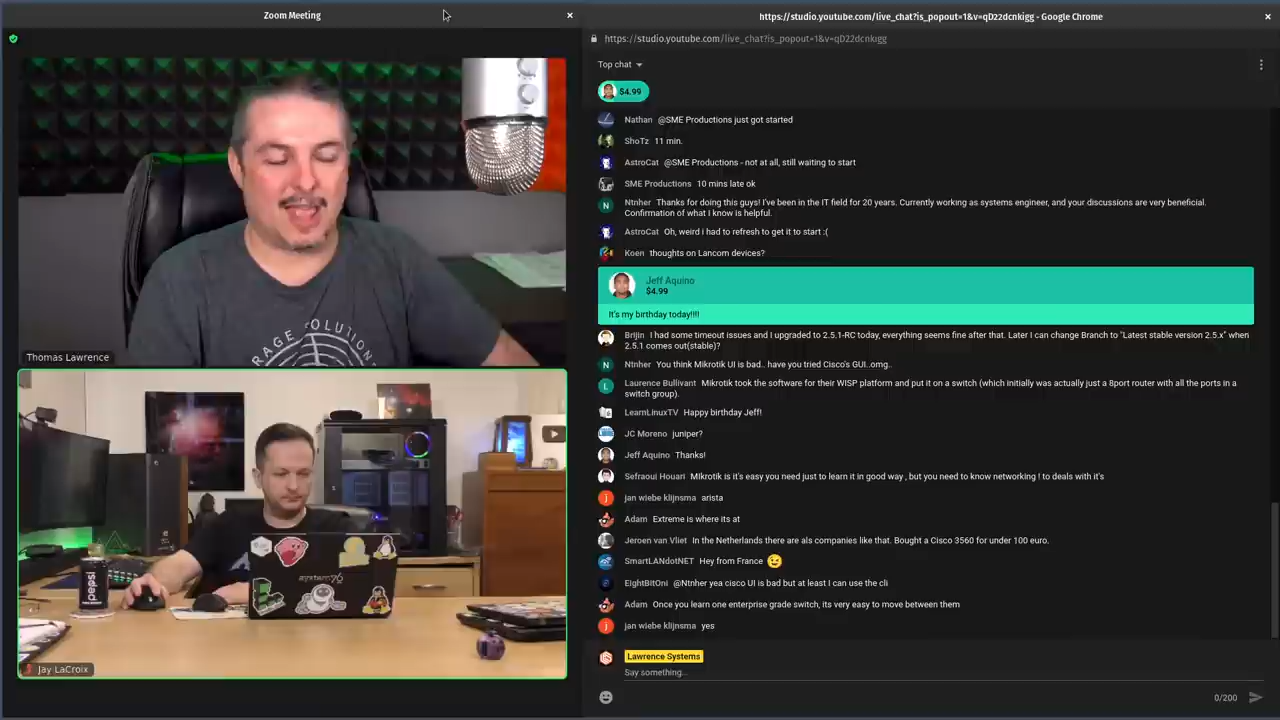 Zoom Meeting
https://studio.youtube.com/live_chat?is_popout=1&v=qD22dcnkigg - Google Chrome
https://studio.youtube.com/live_chat?is_popout=1&v=qD22dcnkigg
Top chat
$4.99
Nathan @SME Productions just got started
ShoTz 11 min.
AstroCat @SME Productions - not at all, still waiting to start
SME Productions 10 mins late ok
Ntnher Thanks for doing this guys! I've been in the IT field for 20 years. Currently working as systems engineer, and your discussions are very beneficial.
Confirmation of what I know is helpful.
AstroCat Oh, weird i had to refresh to get it to start :(
Koen thoughts on Lancom devices?
Jeff Aquino
$4.99
It's my birthday today!!!!
Brijin I had some timeout issues and I upgraded to 2.5.1-RC today, everything seems fine after that. Later I can change Branch to "Latest stable version 2.5.x" when
2.5.1 comes out(stable)?
Ntnher You think Mikrotik UI is bad.. have you tried Cisco's GUI..omg..
Laurence Bullivant Mikrotik took the software for their WISP platform and put it on a switch (which initially was actually just a 8port router with all the ports in a
switch group).
LearnLinuxTV Happy birthday Jeff!
JC Moreno juniper?
Jeff Aquino Thanks!
Sefraoui Houari MIkrotik is it's easy you need just to learn it in good way , but you need to know networking ! to deals with it's
jan wiebe klijnsma arista
Adam Extreme is where its at
Jeroen van Vliet In the Netherlands there are als companies like that. Bought a Cisco 3560 for under 100 euro.
SmartLANdotNET Hey from France 😉
EightBitOni @Ntnher yea cisco UI is bad but at least I can use the cli
Adam Once you learn one enterprise grade switch, its very easy to move between them
jan wiebe klijnsma yes
Lawrence Systems
Say something...
0/200
Thomas Lawrence
system76
pepsi
Jay LaCroix